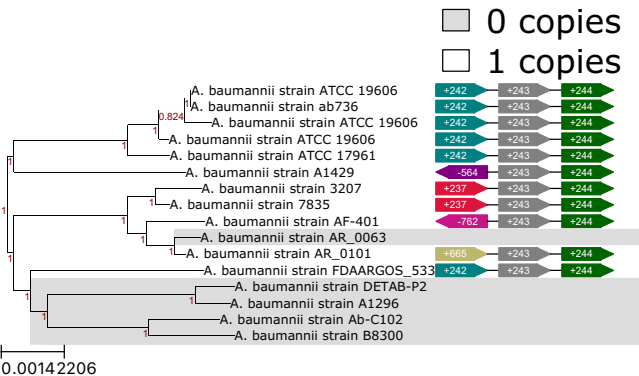 0 copies
1 copies
A. baumannii strain ATCC 19606 +242 +243 +244
1 A. baumannii strain ab736 +242 +243 +244
0.824 A. baumannii strain ATCC 19606 +242 +243 +244
1 A. baumannii strain ATCC 19606 +242 +243 +244
1 A. baumannii strain ATCC 17961 +242 +243 +244
1 A. baumannii strain A1429 -564 +243 +244
A. baumannii strain 3207 +237 +243 +244
1 A. baumannii strain 7835 +237 +243 +244
1 1 A. baumannii strain AF-401 -762 +243 +244
A. baumannii strain AR_0063
1 1 1 A. baumannii strain AR_0101 +665 +243 +244
A. baumannii strain FDAARGOS_533 +242 +243 +244
1 A. baumannii strain DETAB-P2
1 A. baumannii strain A1296
1 A. baumannii strain Ab-C102
1 A. baumannii strain B8300
0.00142206